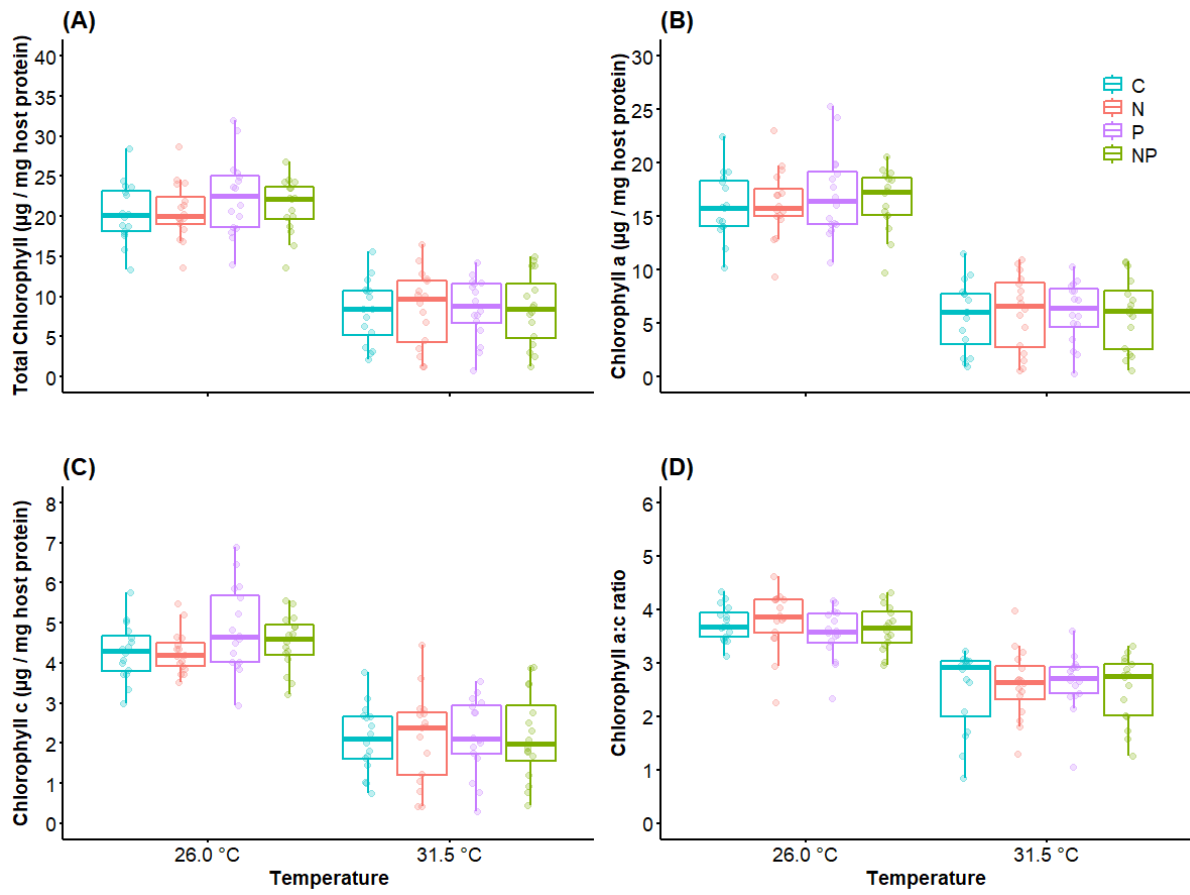 (A)
Total Chlorophyll (µg / mg host protein)
40
35
30
25
20
15
10
5
0
(B)
Chlorophyll a (µg / mg host protein)
30
25
20
15
10
5
0
C
N
P
NP
(C)
Chlorophyll c (µg / mg host protein)
8
7
6
5
4
3
2
1
0
26.0 °C
31.5 °C
Temperature
(D)
Chlorophyll a:c ratio
6
5
4
3
2
1
0
26.0 °C
31.5 °C
Temperature